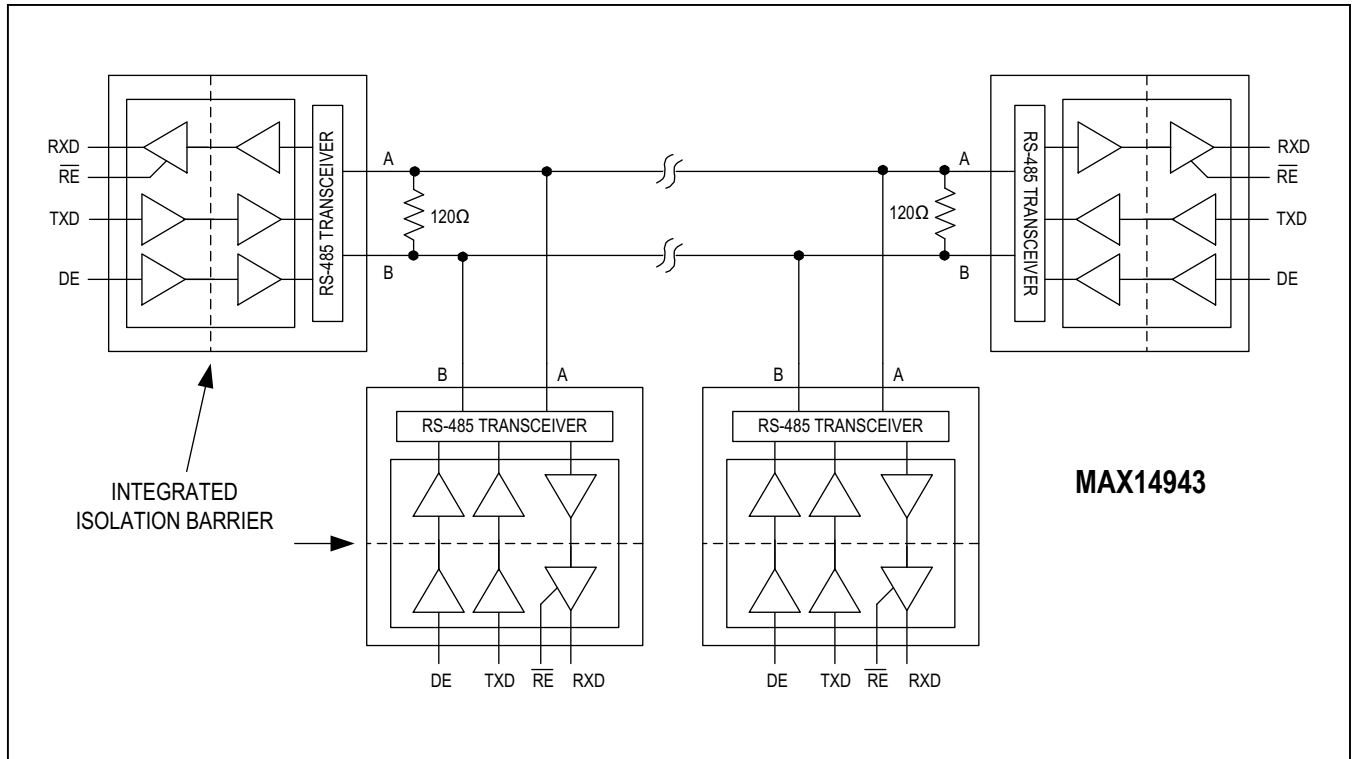 RXD
RE
TXD
DE
RS-485 TRANSCEIVER
A
B
120Ω
120Ω
A
B
RS-485 TRANSCEIVER
RXD
RE
TXD
DE
INTEGRATED
ISOLATION BARRIER
B
A
RS-485 TRANSCEIVER
DE
TXD
RE
RXD
B
A
RS-485 TRANSCEIVER
DE
TXD
RE
RXD
MAX14943